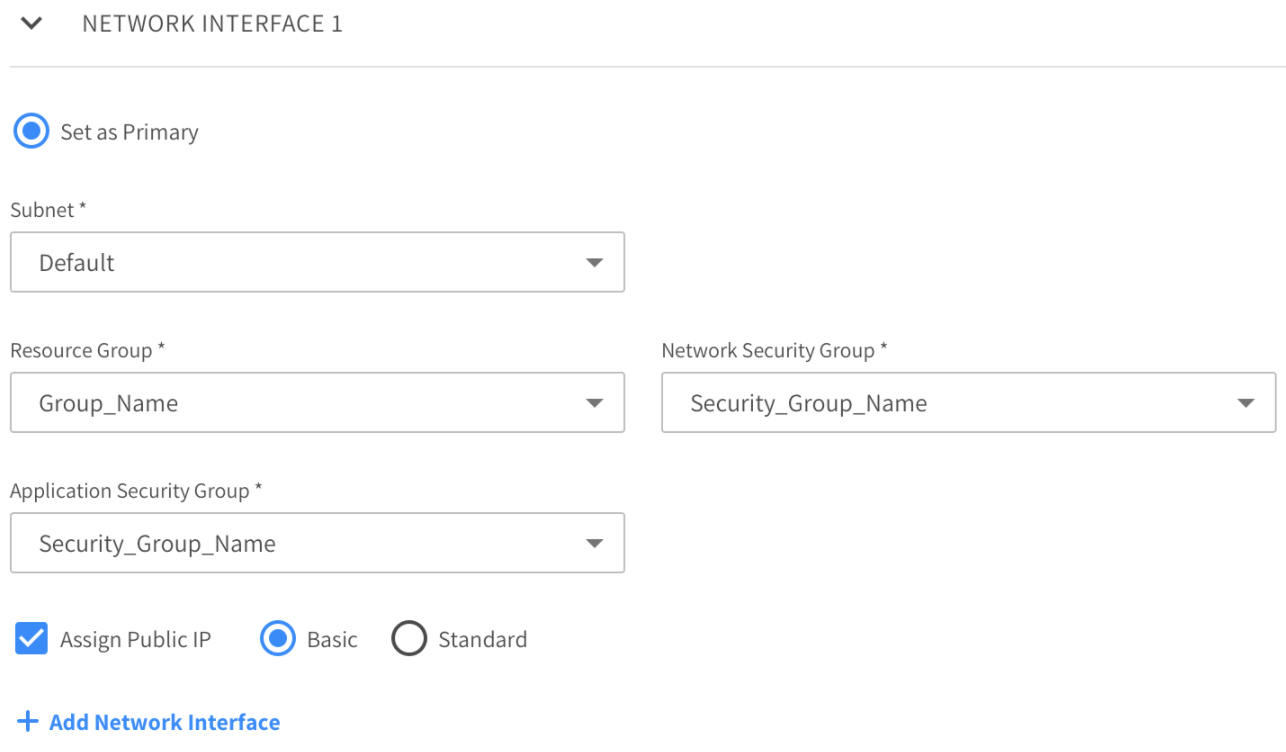 NETWORK INTERFACE 1
Set as Primary
Subnet *
Default
Resource Group * Network Security Group *
Group_Name Security_Group_Name
Application Security Group *
Security_Group_Name
Assign Public IP Basic Standard
+ Add Network Interface